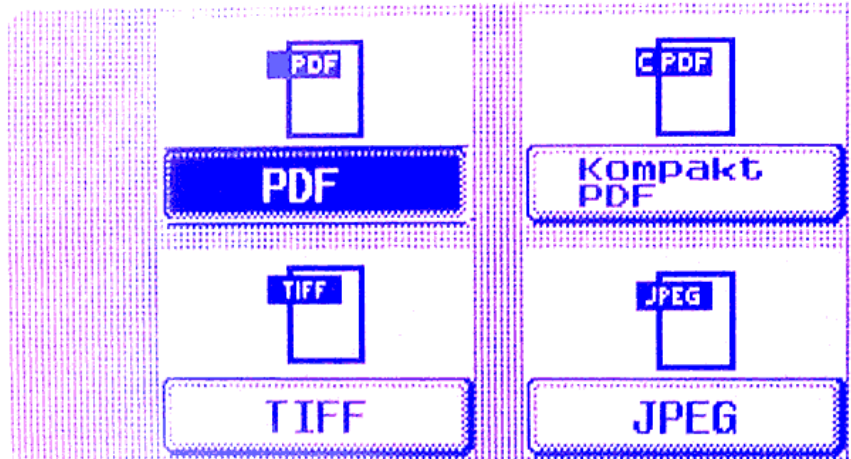 PDF
C PDF
PDF
Kompakt
PDF
TIFF
JPEG
TIFF
JPEG